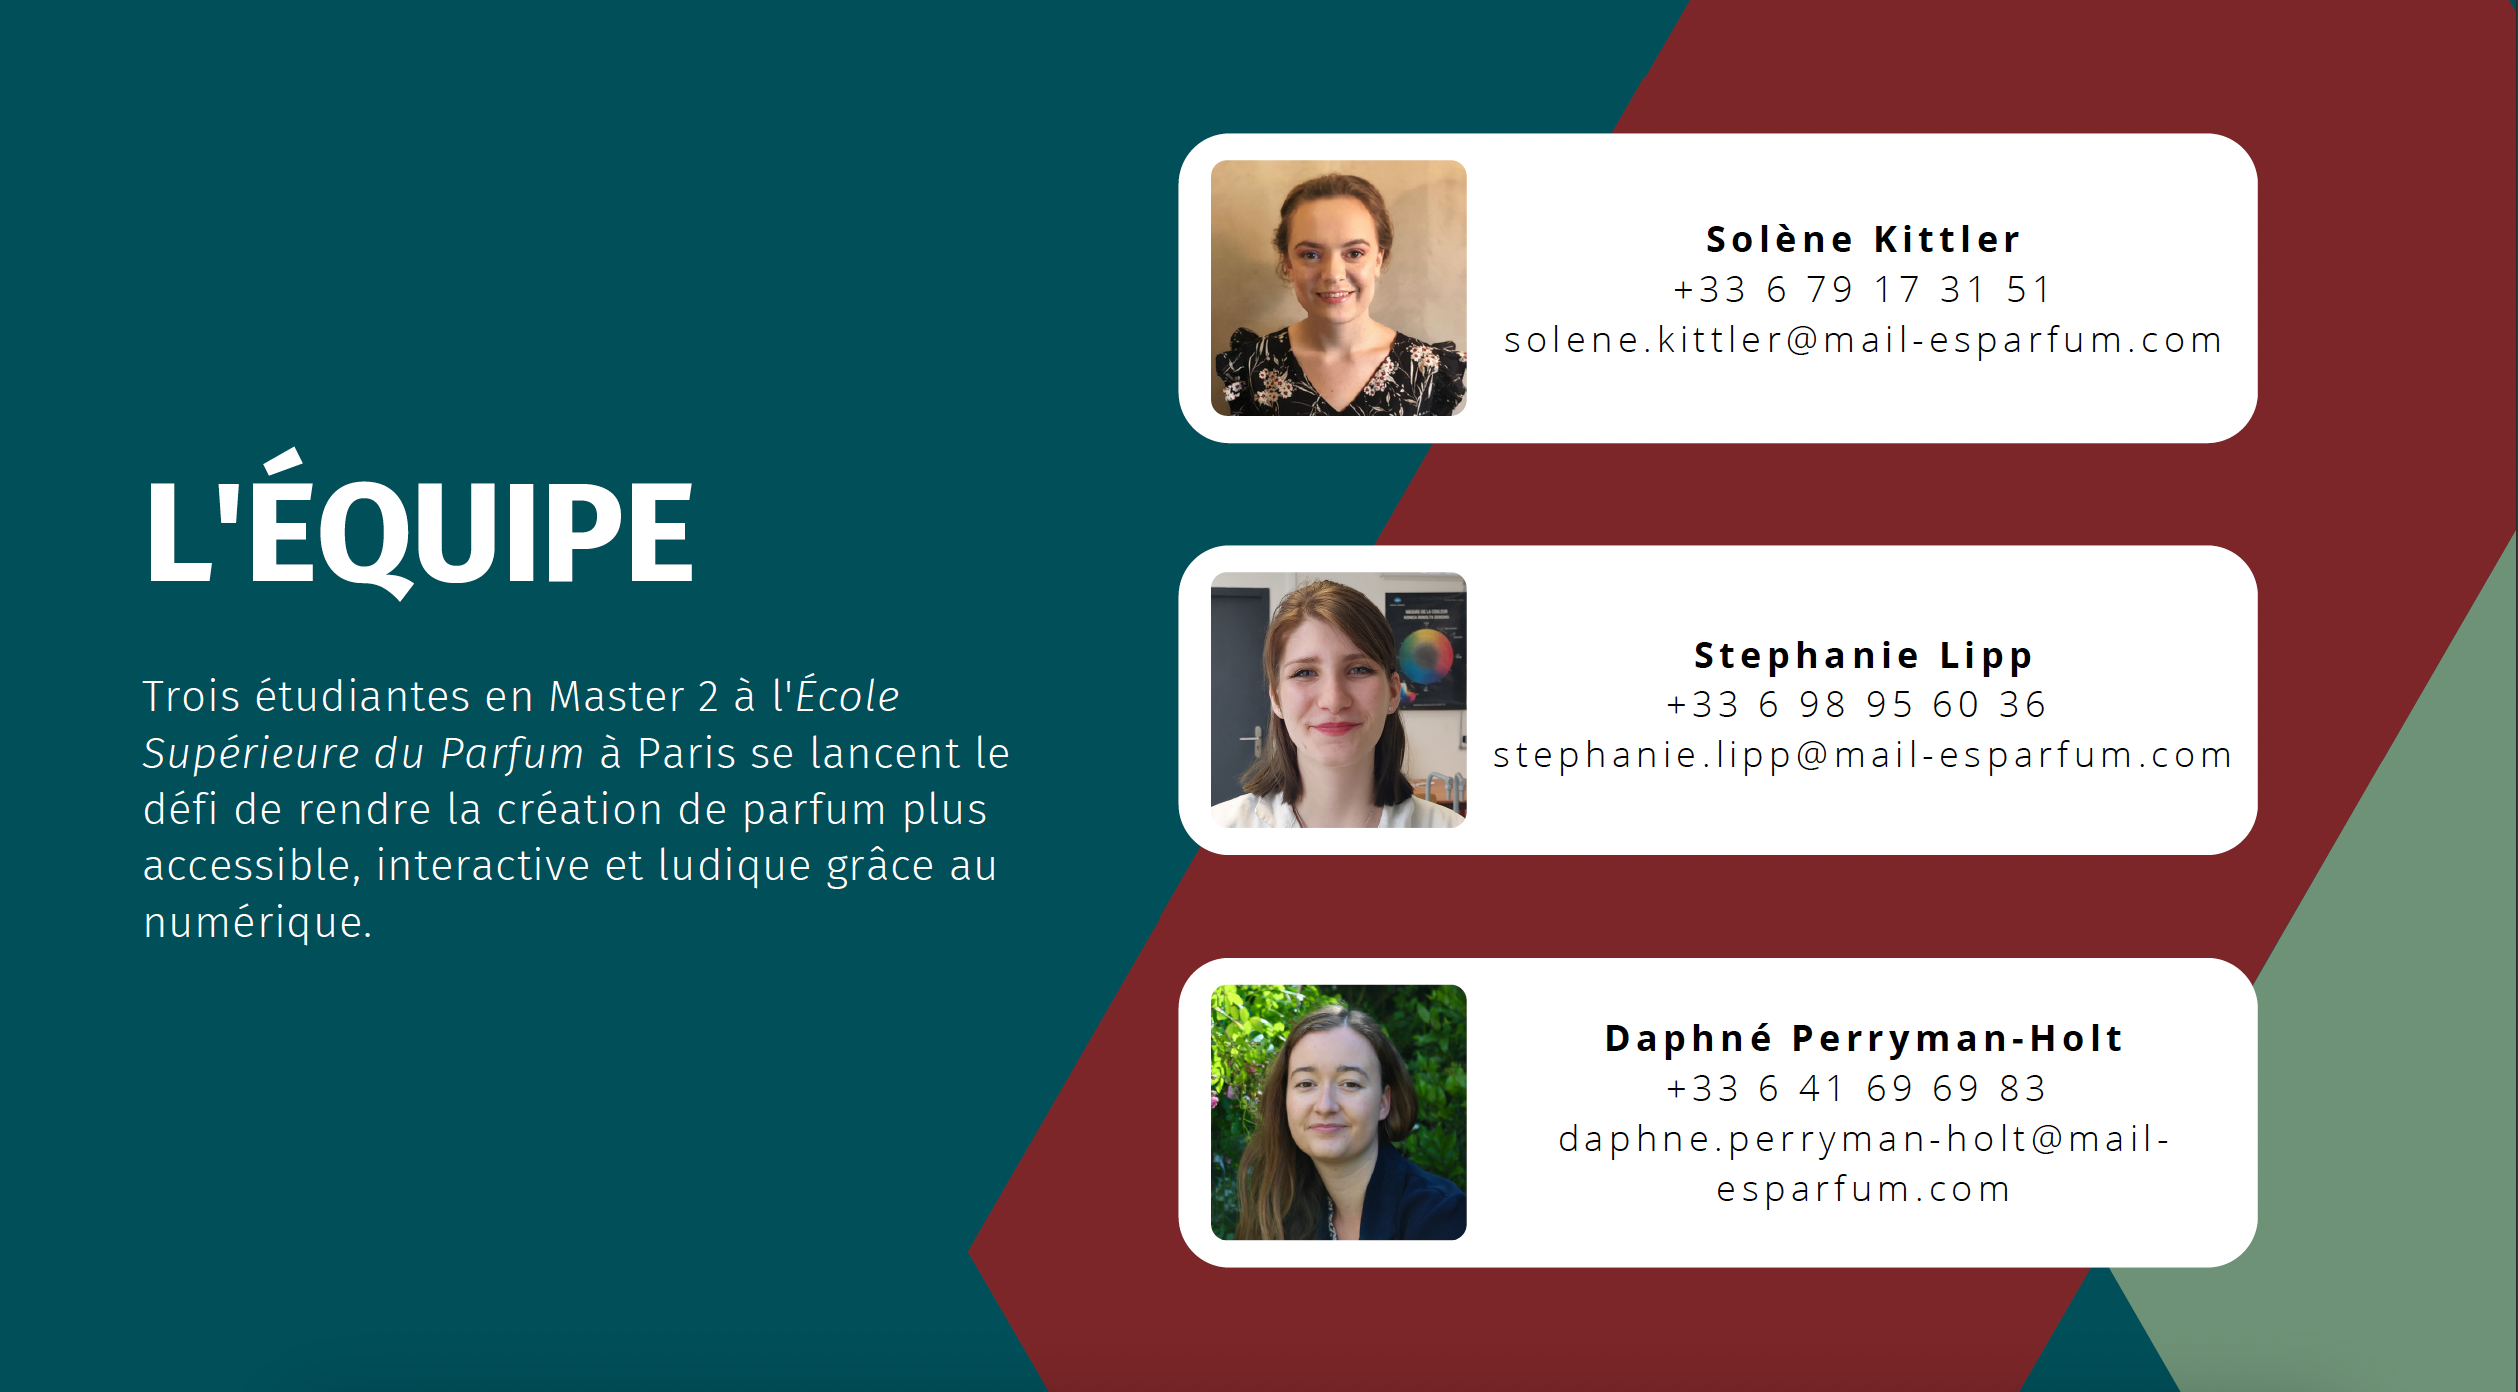 L'ÉQUIPE
Trois étudiantes en Master 2 à l'École
Supérieure du Parfum à Paris se lancent le
défi de rendre la création de parfum plus
accessible, interactive et ludique grâce au
numérique.
Solène Kittler
+33 6 79 17 31 51
solene.kittler@mail-esparfum.com
Stephanie Lipp
+33 6 98 95 60 36
stephanie.lipp@mail-esparfum.com
Daphné Perryman-Holt
+33 6 41 69 69 83
daphne.perryman-holt@mail-
esparfum.com